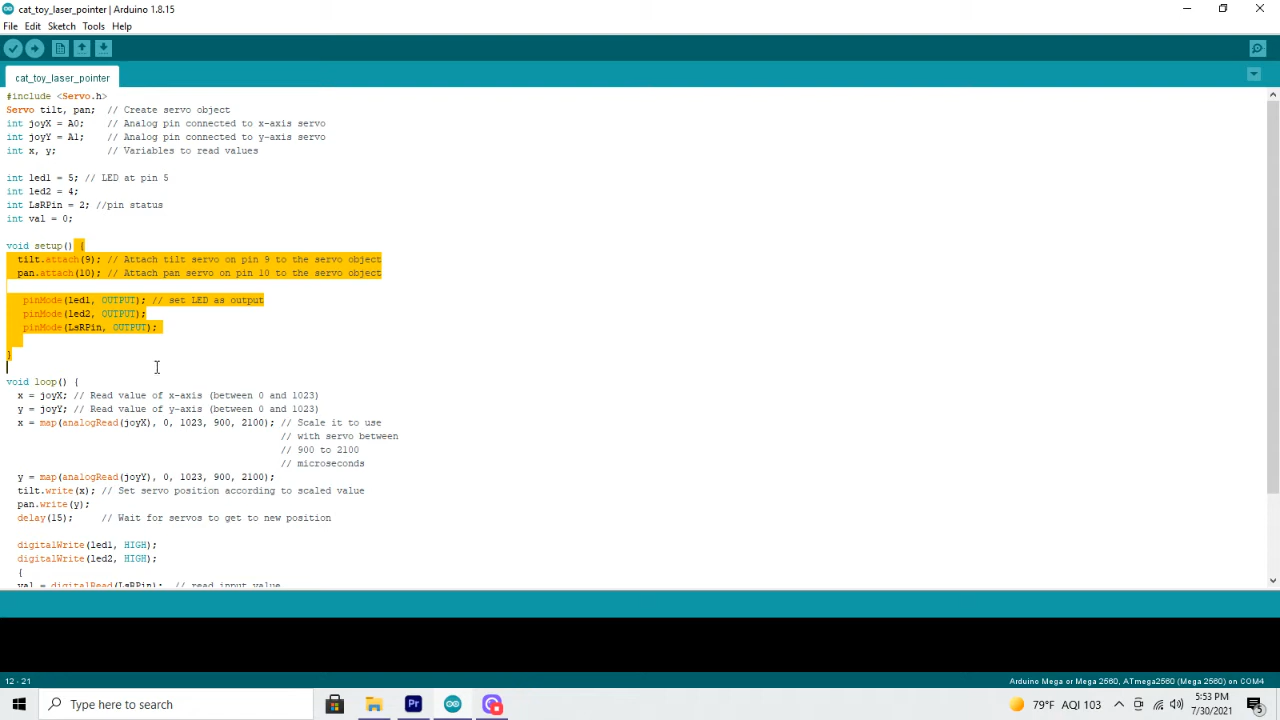 cat_toy_laser_pointer | Arduino 1.8.15
File Edit Sketch Tools Help
cat_toy_laser_pointer
#include <Servo.h>
Servo tilt, pan;  // Create servo object
int joyX = A0;    // Analog pin connected to x-axis servo
int joyY = A1;    // Analog pin connected to y-axis servo
int x, y;         // Variables to read values
int led1 = 5; // LED at pin 5
int led2 = 4;
int LsRPin = 2; //pin status
int val = 0;
void setup() {
tilt.attach(9); // Attach tilt servo on pin 9 to the servo object
pan.attach(10); // Attach pan servo on pin 10 to the servo object
pinMode(led1, OUTPUT); // set LED as output
pinMode(led2, OUTPUT);
pinMode(LsRPin, OUTPUT);
}
void loop() {
x = joyX; // Read value of x-axis (between 0 and 1023)
y = joyY; // Read value of y-axis (between 0 and 1023)
x = map(analogRead(joyX), 0, 1023, 900, 2100); // Scale it to use
// with servo between
// 900 to 2100
// microseconds
y = map(analogRead(joyY), 0, 1023, 900, 2100);
tilt.write(x); // Set servo position according to scaled value
pan.write(y);
delay(15);     // Wait for servos to get to new position
digitalWrite(led1, HIGH);
digitalWrite(led2, HIGH);
{
val = digitalRead(LsRPin);  // read input value
12 - 21
Arduino Mega or Mega 2560, ATmega2560 (Mega 2560) on COM4
Type here to search
Pr
79°F AQI 103
5:53 PM
7/30/2021
3